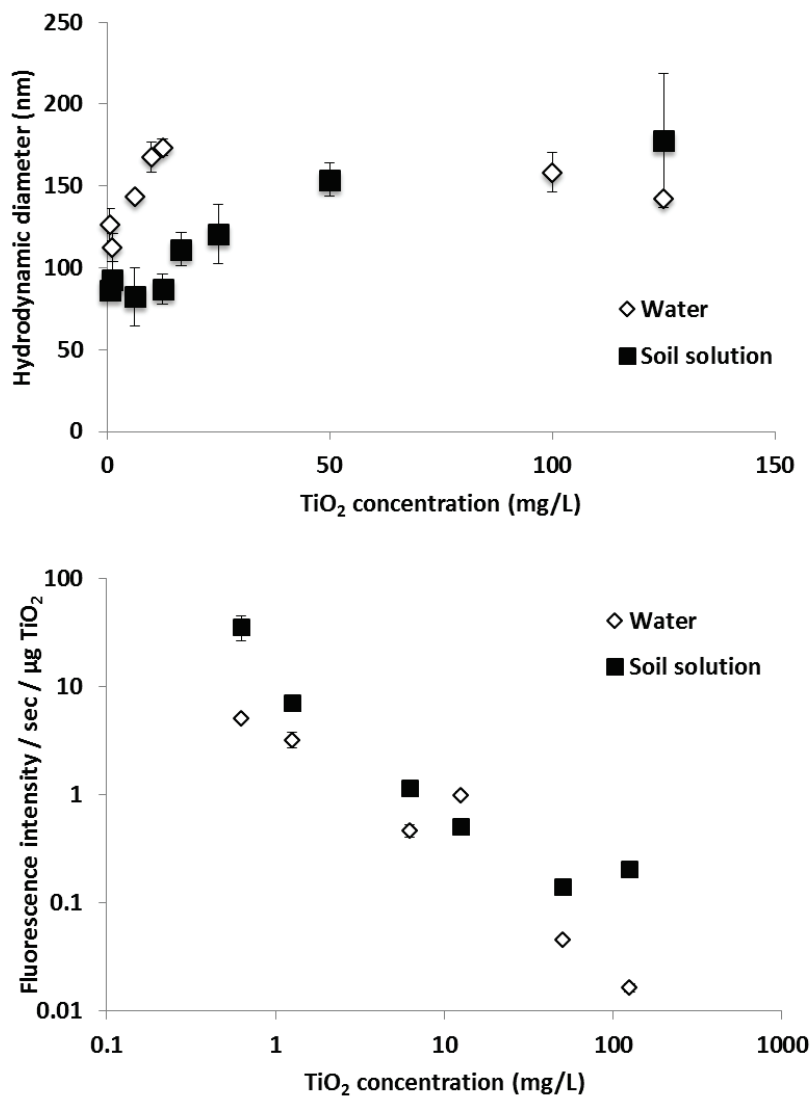 250
200
150
100
50
0
Hydrodynamic diameter (nm)
Water
Soil solution
0 50 100 150
TiO₂ concentration (mg/L)
100
10
1
0.1
0.01
Fluorescence intensity / sec / µg TiO₂
Water
Soil solution
0.1 1 10 100 1000
TiO₂ concentration (mg/L)